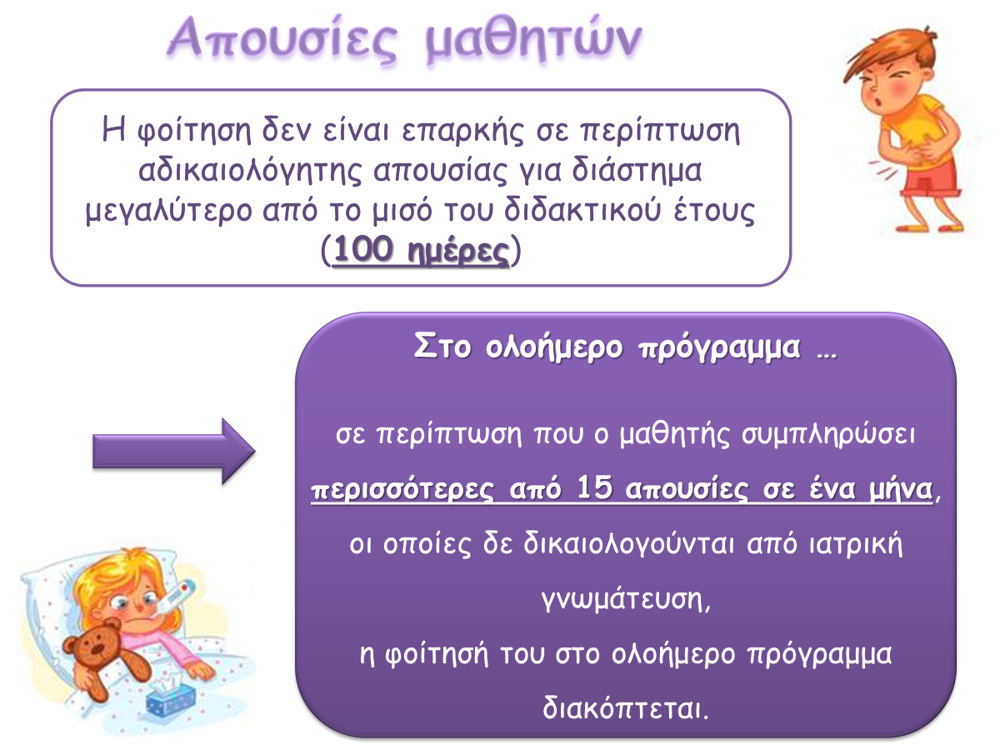 Απουσίες μαθητών
Η φοίτηση δεν είναι επαρκής σε περίπτωση
αδικαιολόγητης απουσίας για διάστημα
μεγαλύτερο από το μισό του διδακτικού έτους
(100 ημέρες)
Στο ολοήμερο πρόγραμμα ...
σε περίπτωση που ο μαθητής συμπληρώσει
περισσότερες από 15 απουσίες σε ένα μήνα,
οι οποίες δε δικαιολογούνται από ιατρική
γνωμάτευση,
η φοίτησή του στο ολοήμερο πρόγραμμα
διακόπτεται.